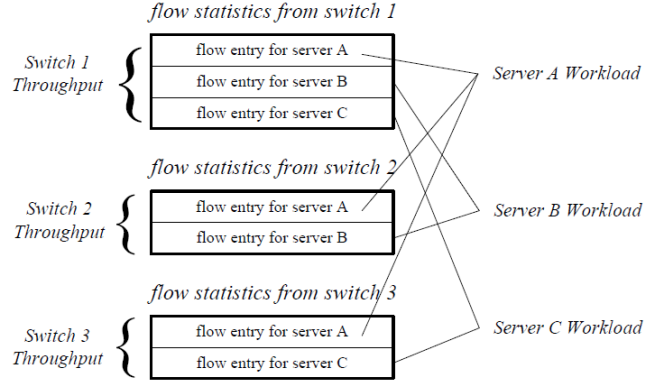 flow statistics from switch 1
Switch 1
Throughput
flow entry for server A
flow entry for server B
flow entry for server C
Server A Workload
flow statistics from switch 2
Switch 2
Throughput
flow entry for server A
flow entry for server B
Server B Workload
flow statistics from switch 3
Switch 3
Throughput
flow entry for server A
flow entry for server C
Server C Workload